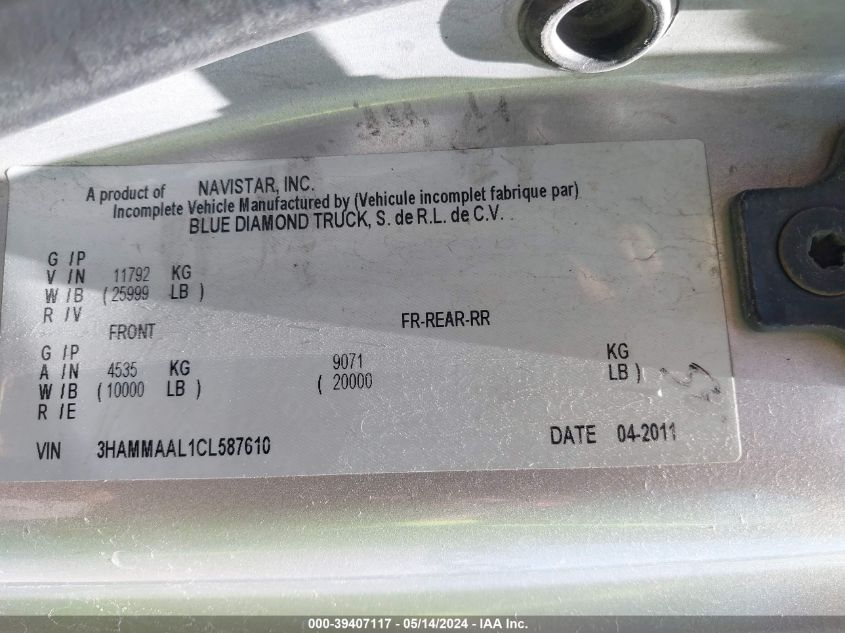 A product of NAVISTAR, INC.
Incomplete Vehicle Manufactured by (Vehicule incomplet fabrique par)
BLUE DIAMOND TRUCK, S. de R.L. de C.V.
G /P
V /N 11792 KG
W /B (25999 LB)
R /V
FRONT FR-REAR-RR
G /P
A /N 4535 KG 9071 KG
W /B (10000 LB) (20000 LB)
R /E
VIN 3HAMMAAL1CL587610 DATE 04-2011
000-39407117 - 05/14/2024 - IAA Inc.